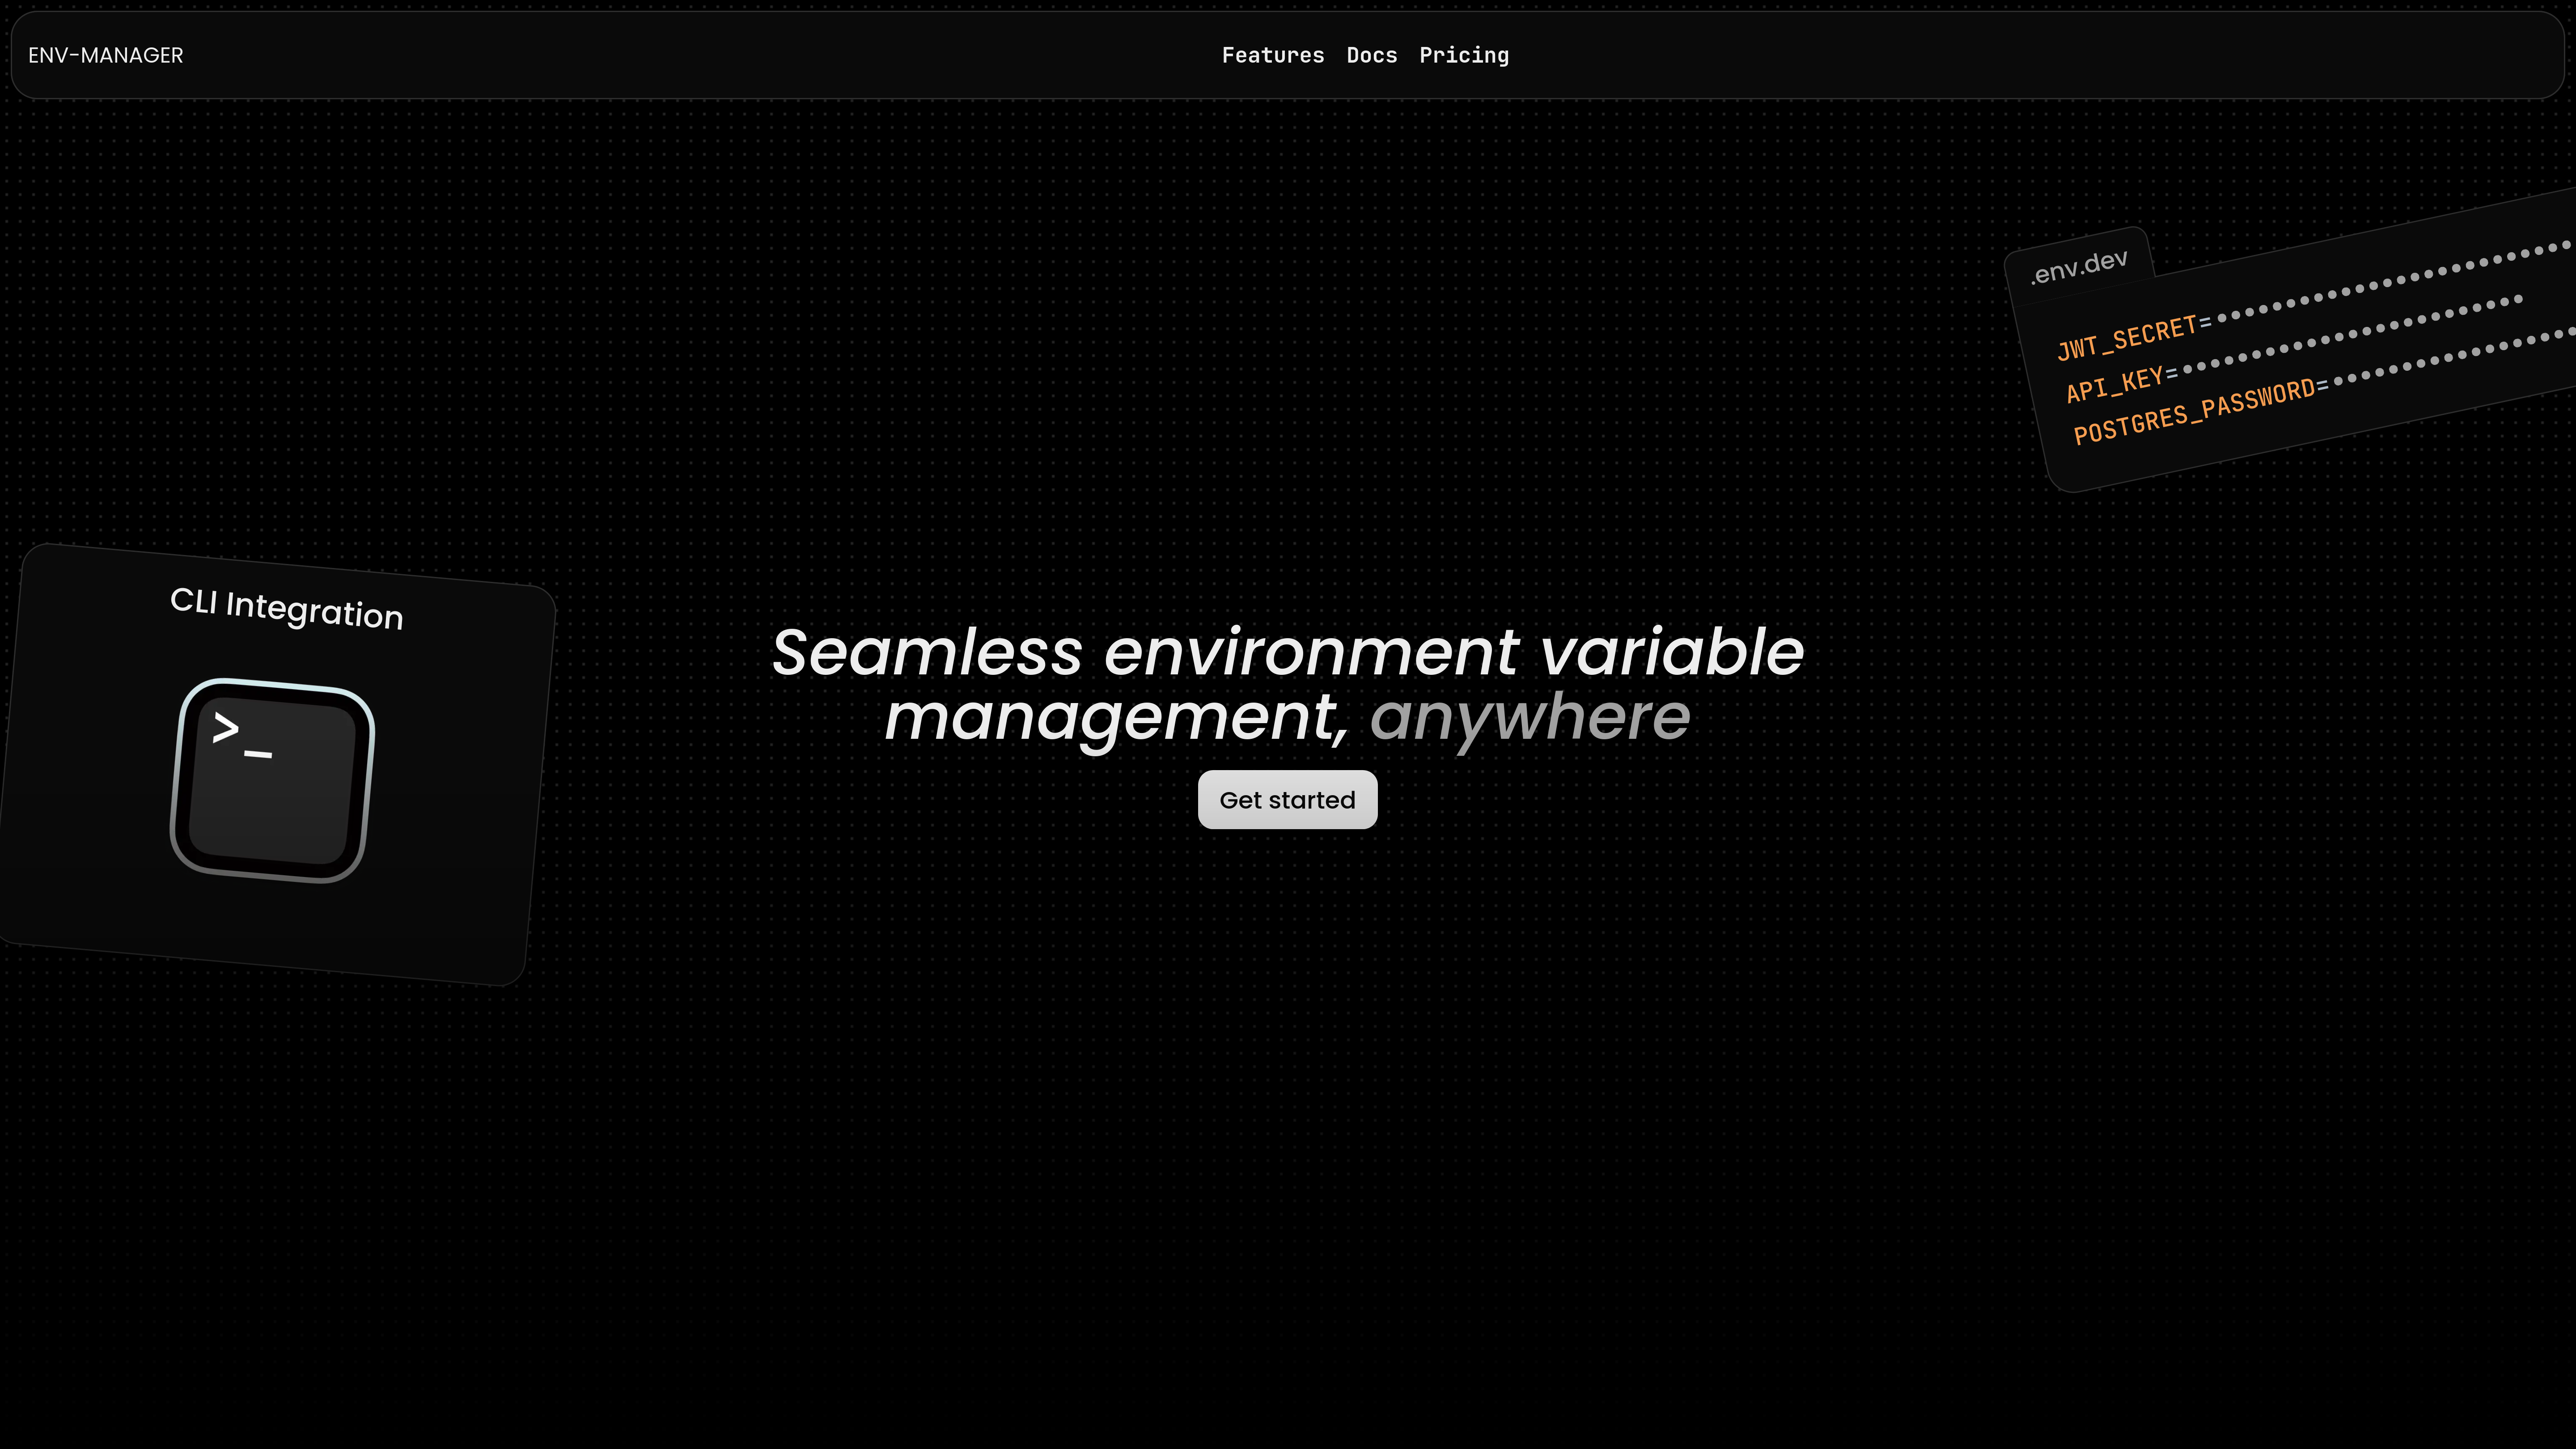 ENV-MANAGER
Features Docs Pricing
.env.dev
JWT_SECRET=••••••••••••••••••••••••••
API_KEY=•••••••••••••••••••••••••
POSTGRES_PASSWORD=••••••••••••••••••
CLI Integration
>_
Seamless environment variable
management, anywhere
Get started